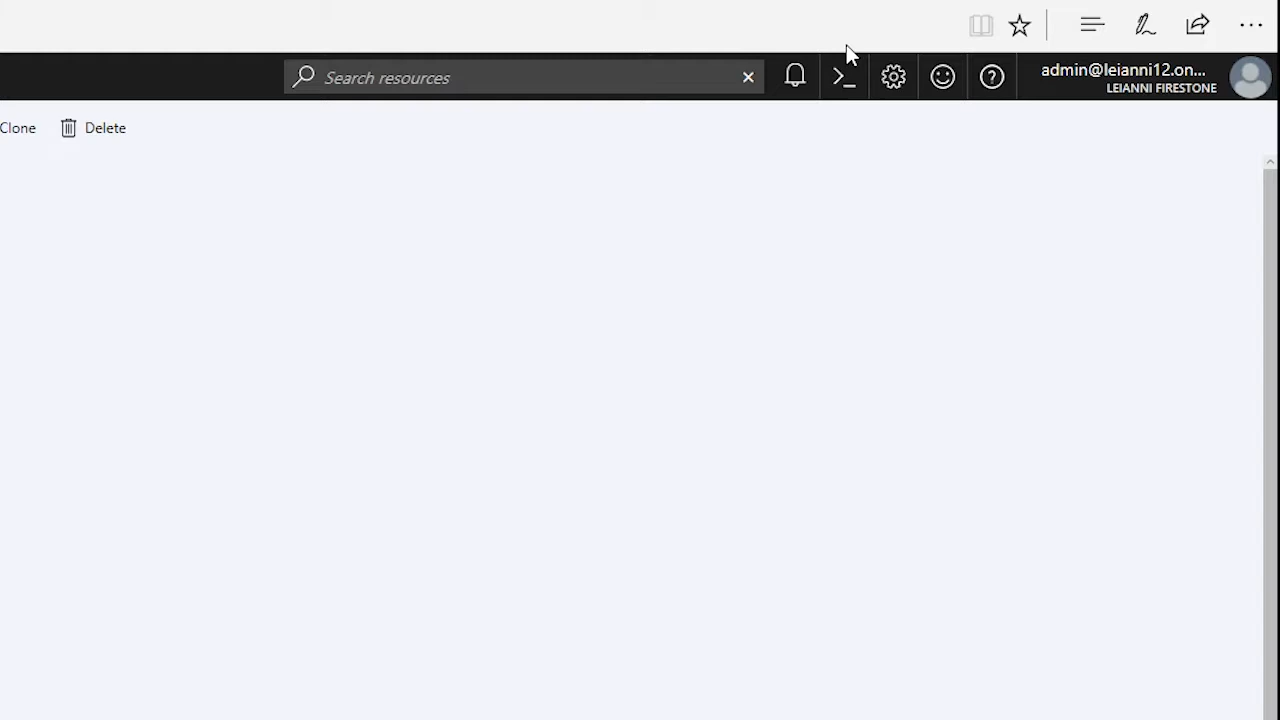 Search resources
admin@leianni12.on...
LEIANNI FIRESTONE
Clone
Delete